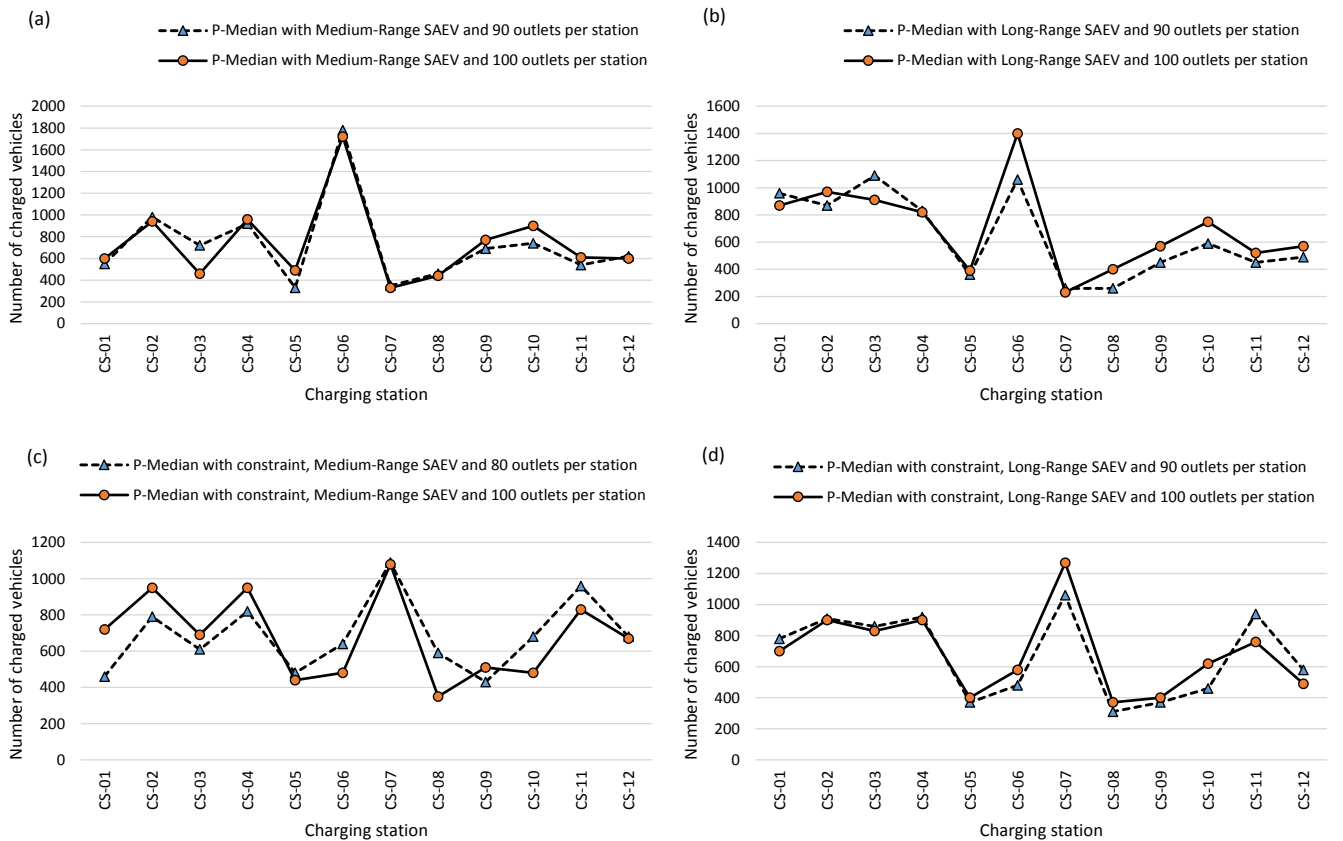 (a)
P-Median with Medium-Range SAEV and 90 outlets per station
P-Median with Medium-Range SAEV and 100 outlets per station
Number of charged vehicles
2000
1800
1600
1400
1200
1000
800
600
400
200
0
CS-01
CS-02
CS-03
CS-04
CS-05
CS-06
CS-07
CS-08
CS-09
CS-10
CS-11
CS-12
Charging station
(b)
P-Median with Long-Range SAEV and 90 outlets per station
P-Median with Long-Range SAEV and 100 outlets per station
Number of charged vehicles
1600
1400
1200
1000
800
600
400
200
0
CS-01
CS-02
CS-03
CS-04
CS-05
CS-06
CS-07
CS-08
CS-09
CS-10
CS-11
CS-12
Charging station
(c)
P-Median with constraint, Medium-Range SAEV and 80 outlets per station
P-Median with constraint, Medium-Range SAEV and 100 outlets per station
Number of charged vehicles
1200
1000
800
600
400
200
0
CS-01
CS-02
CS-03
CS-04
CS-05
CS-06
CS-07
CS-08
CS-09
CS-10
CS-11
CS-12
Charging station
(d)
P-Median with constraint, Long-Range SAEV and 90 outlets per station
P-Median with constraint, Long-Range SAEV and 100 outlets per station
Number of charged vehicles
1400
1200
1000
800
600
400
200
0
CS-01
CS-02
CS-03
CS-04
CS-05
CS-06
CS-07
CS-08
CS-09
CS-10
CS-11
CS-12
Charging station